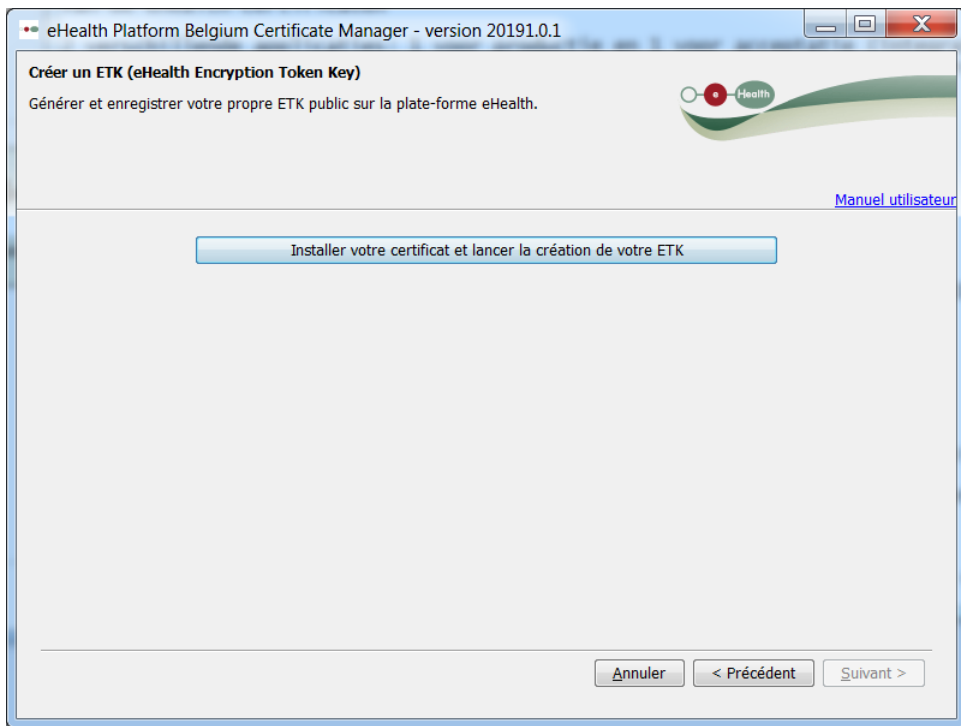 eHealth Platform Belgium Certificate Manager - version 20191.0.1
Créer un ETK (eHealth Encryption Token Key)
Générer et enregistrer votre propre ETK public sur la plate-forme eHealth.
e Health
Manuel utilisateur
Installer votre certificat et lancer la création de votre ETK
Annuler
< Précédent
Suivant >